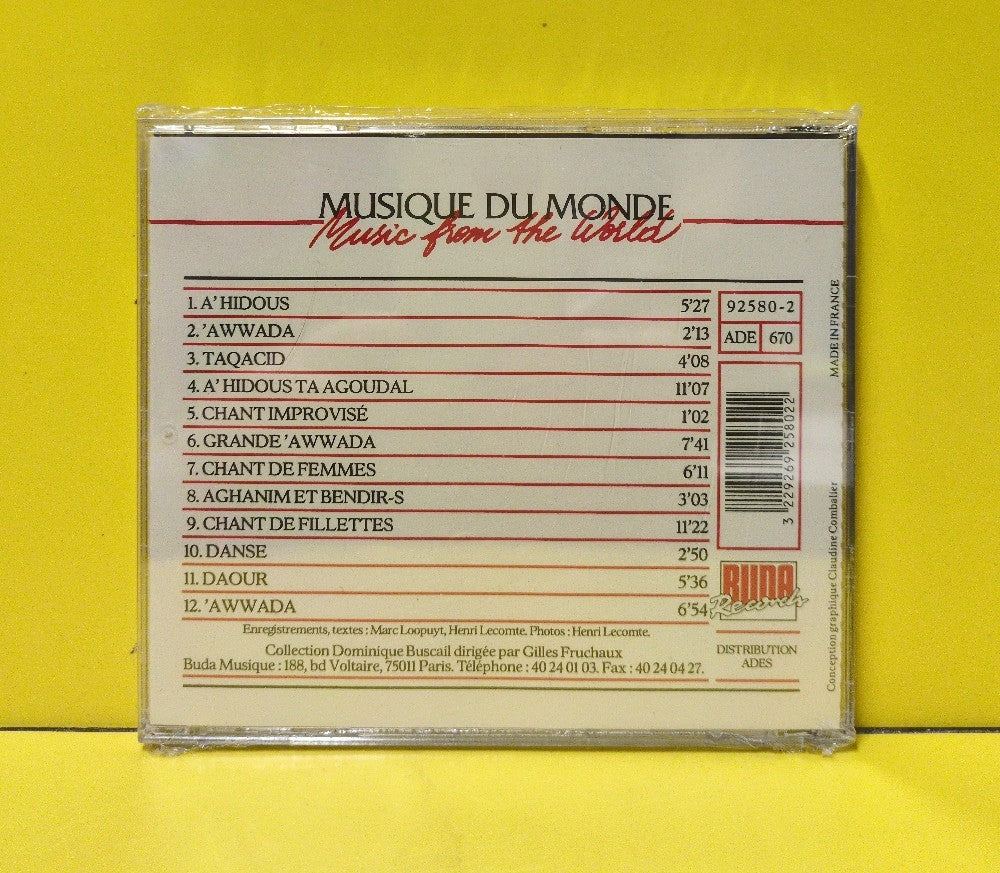 MUSIQUE DU MONDE
Music from the World
1. A'HIDOUS 5'27
2. 'AWWADA 2'13
3. TAQACID 4'08
4. A'HIDOUS TA AGOUDAL 11'07
5. CHANT IMPROVISÉ 1'02
6. GRANDE 'AWWADA 7'41
7. CHANT DE FEMMES 6'11
8. AGHANIM ET BENDIR-S 3'03
9. CHANT DE FILLETTES 11'22
10. DANSE 2'50
11. DAOUR 5'36
12. 'AWWADA 6'54
Enregistrements, textes : Marc Loopuyt, Henri Lecomte. Photos : Henri Lecomte.
Collection Dominique Buscail dirigée par Gilles Fruchaux
Buda Musique : 188, bd Voltaire, 75011 Paris. Téléphone : 40 24 01 03. Fax : 40 24 04 27.
92580-2
ADE 670
3 229269 258022
BUDA
Records
DISTRIBUTION
ADES
MADE IN FRANCE
Conception graphique Claudine Combalier